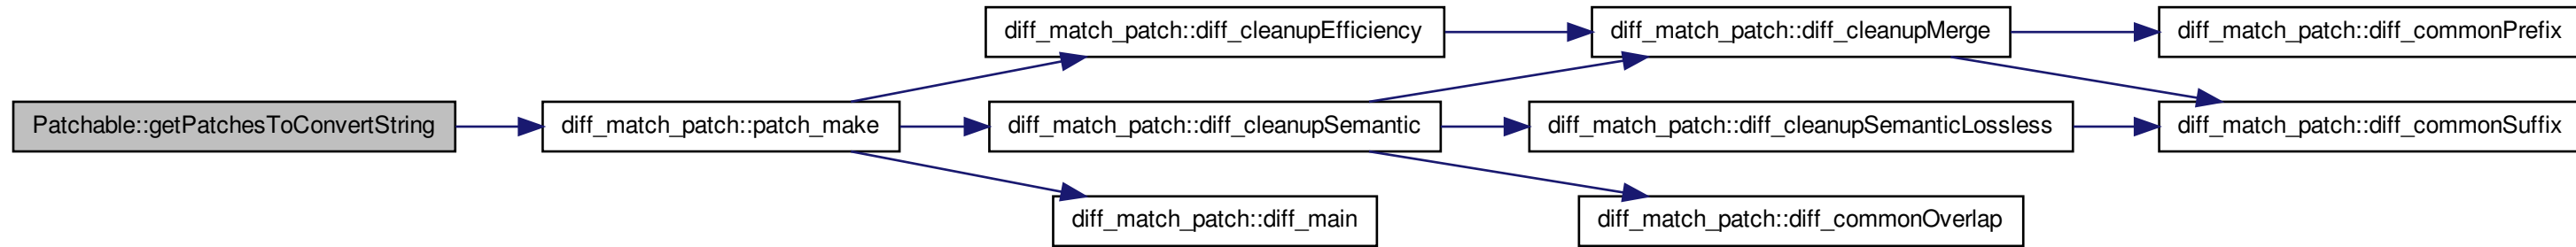 diff_match_patch::diff_cleanupEfficiency
diff_match_patch::diff_cleanupMerge
diff_match_patch::diff_commonPrefix
Patchable::getPatchesToConvertString
diff_match_patch::patch_make
diff_match_patch::diff_cleanupSemantic
diff_match_patch::diff_cleanupSemanticLossless
diff_match_patch::diff_commonSuffix
diff_match_patch::diff_main
diff_match_patch::diff_commonOverlap